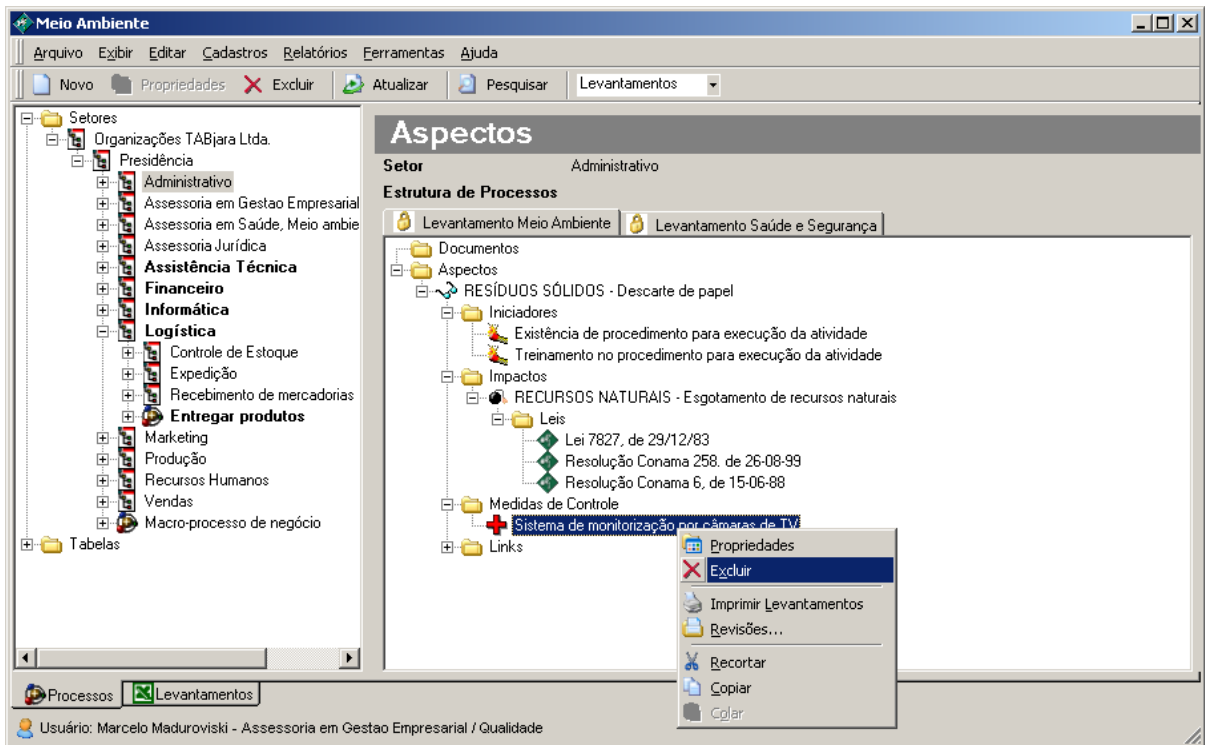 Meio Ambiente
Arquivo Exibir Editar Cadastros Relatórios Ferramentas Ajuda
Novo Propriedades Excluir Atualizar Pesquisar Levantamentos
Setores
Organizações TABjara Ltda.
Presidência
Administrativo
Assessoria em Gestao Empresarial
Assessoria em Saúde, Meio ambie
Assessoria Jurídica
Assistência Técnica
Financeiro
Informática
Logística
Controle de Estoque
Expedição
Recebimento de mercadorias
Entregar produtos
Marketing
Produção
Recursos Humanos
Vendas
Macro-processo de negócio
Tabelas
Aspectos
Setor Administrativo
Estrutura de Processos
Levantamento Meio Ambiente Levantamento Saúde e Segurança
Documentos
Aspectos
RESÍDUOS SÓLIDOS - Descarte de papel
Iniciadores
Existência de procedimento para execução da atividade
Treinamento no procedimento para execução da atividade
Impactos
RECURSOS NATURAIS - Esgotamento de recursos naturais
Leis
Lei 7827, de 29/12/83
Resolução Conama 258. de 26-08-99
Resolução Conama 6, de 15-06-88
Medidas de Controle
Sistema de monitorização por câmaras de TV
Links
Propriedades
Excluir
Imprimir Levantamentos
Revisões...
Recortar
Copiar
Colar
Processos Levantamentos
Usuário: Marcelo Maduroviski - Assessoria em Gestao Empresarial / Qualidade